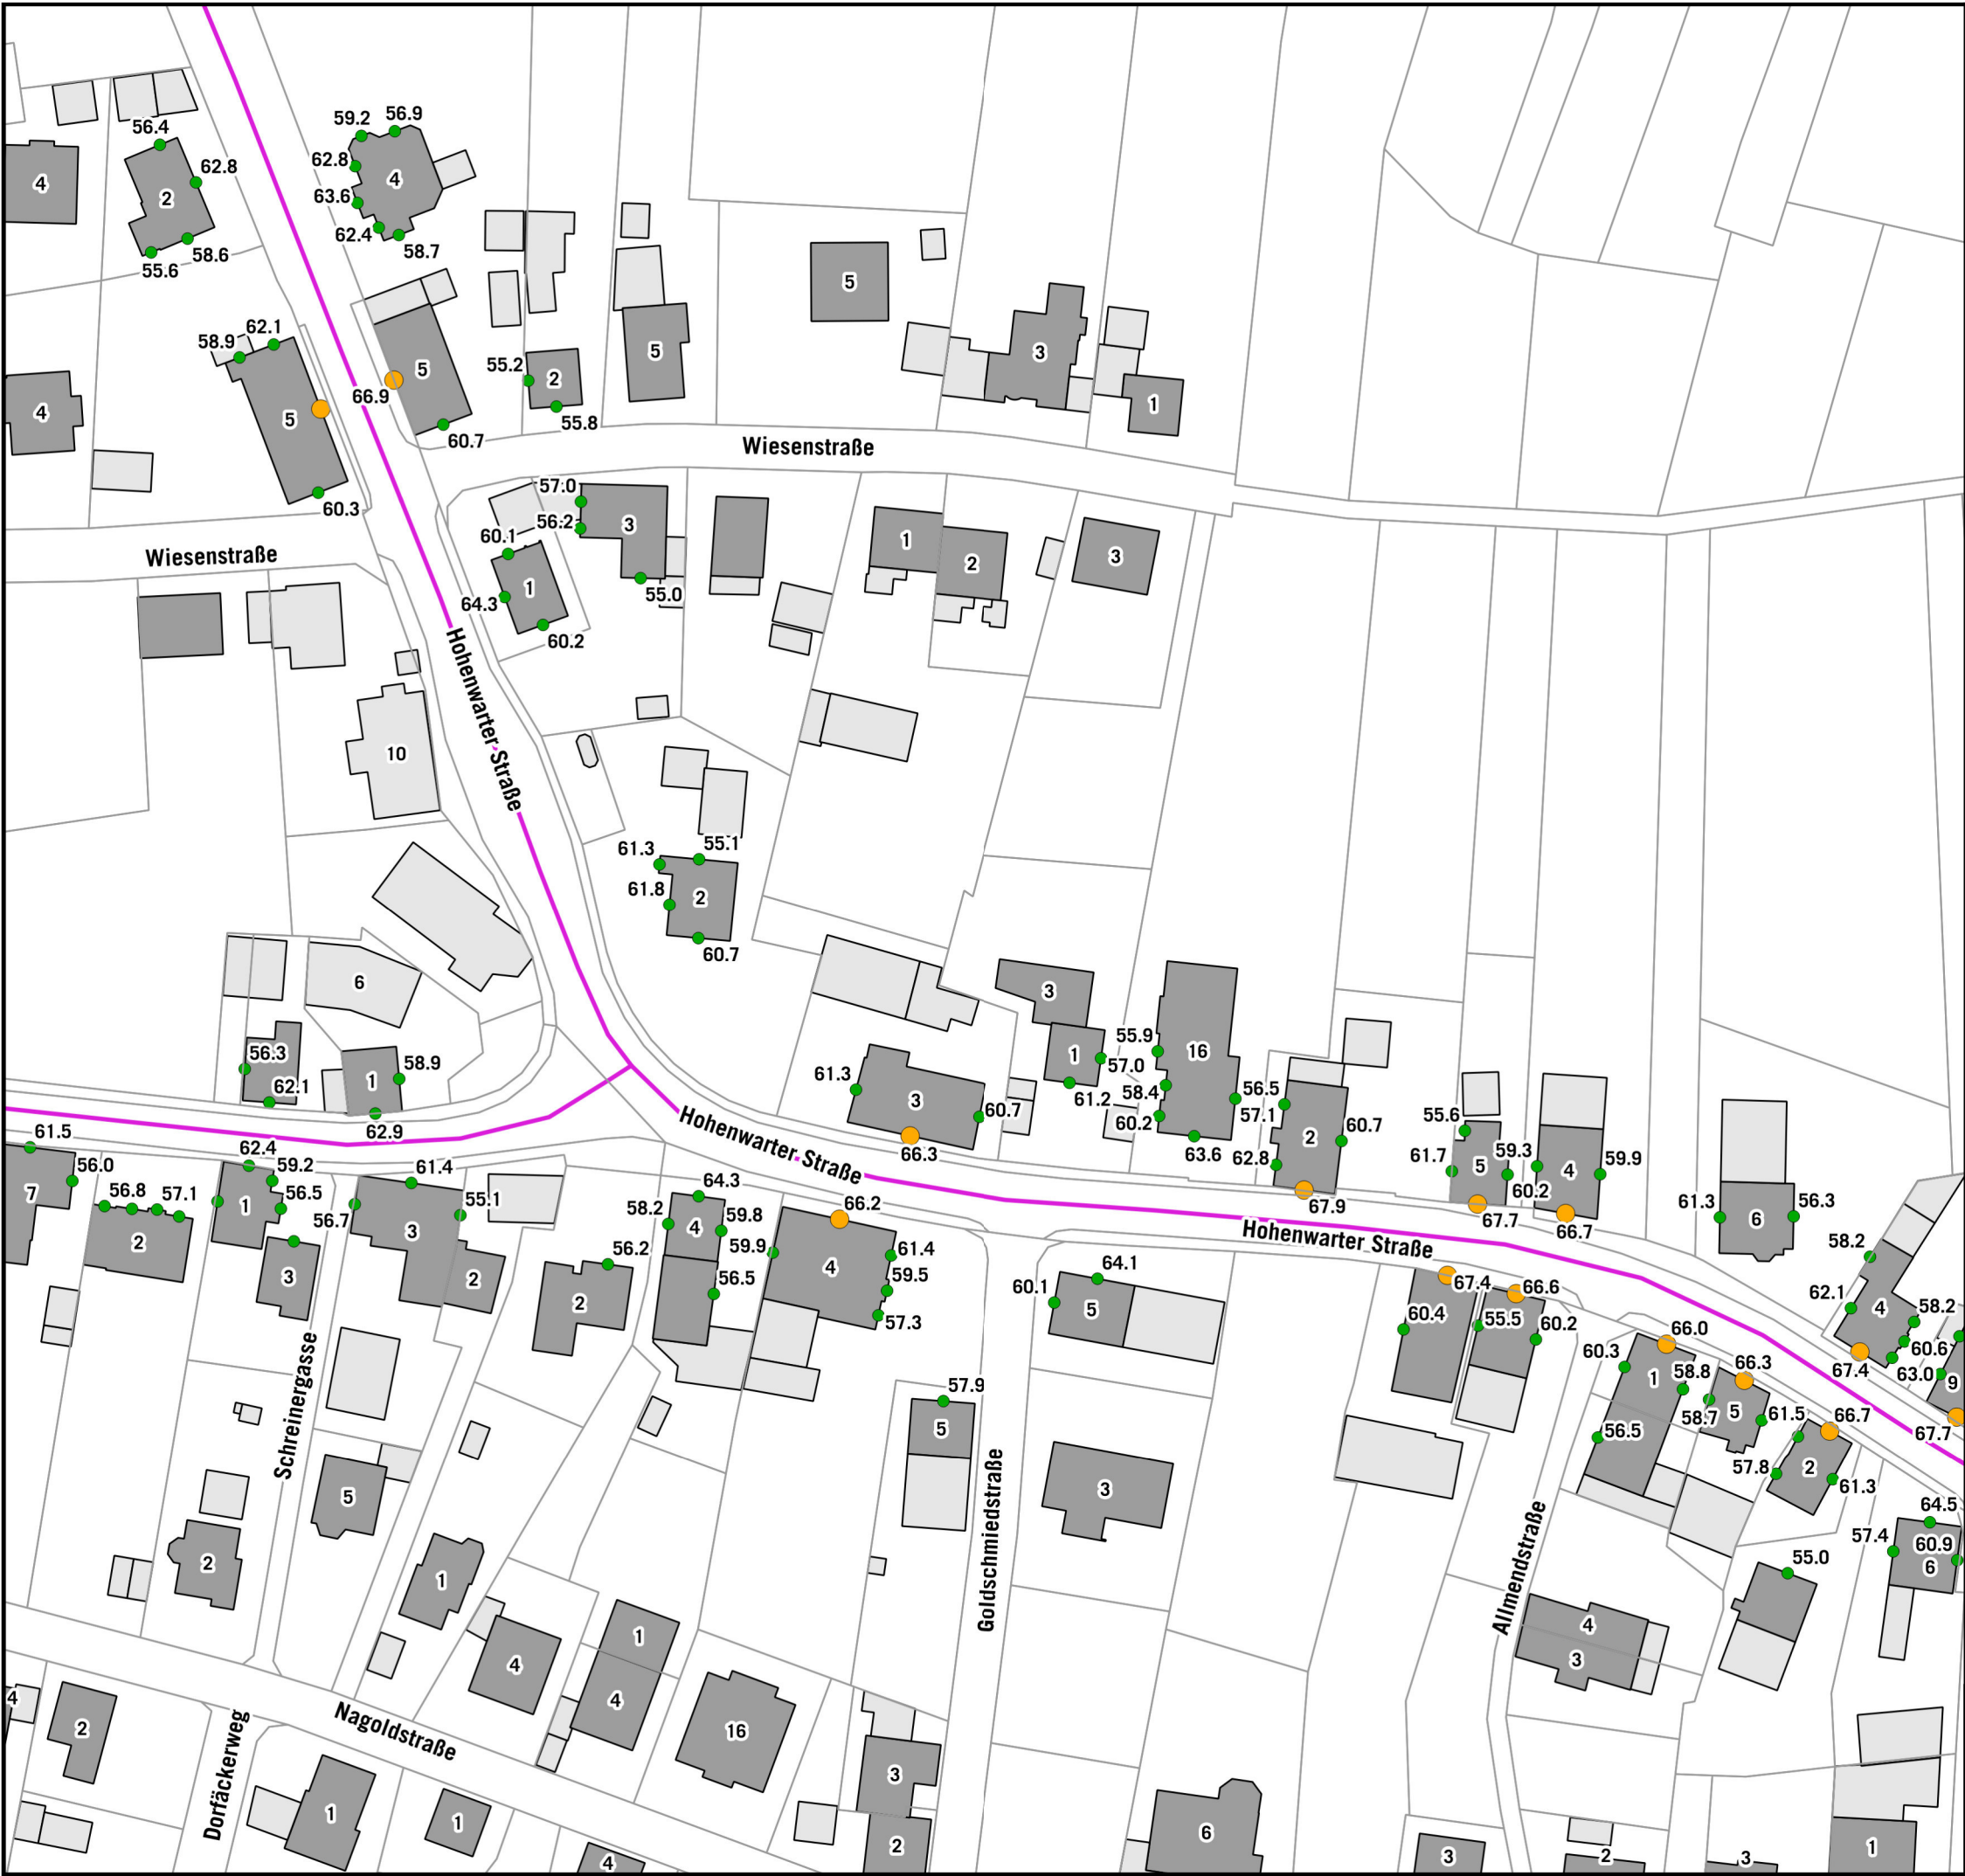 59.2 56.9
56.4
62.8 62.8
4 2 4
63.6
62.4 58.7
55.6 58.6
5
58.9 62.1
3
5 55.2 2 5
66.9
4 5 1
60.7 55.8
Wiesenstraße
57.0
60.3 56.2 3
60.1
1 2 3
Wiesenstraße
1
64.3 55.0
60.2
Hohenwarter Straße
10
61.3 55.1
61.8 2
60.7
6
3
55.9
16
56.3 58.9 1 57.0
62.1 1 61.3 3 58.4 56.5
61.2 57.1
62.9 60.7 60.2 2 60.7 55.6
Hohenwarter Straße
61.5 66.3 63.6 62.8 61.7 5 59.3 4 59.9
56.0 62.4 59.2 61.4
7 56.8 57.1 1 56.5 56.7 55.1 64.3 66.2 67.9 60.2
58.2 4 59.8 67.7 66.7 61.3 6 56.3
2 3 59.9 61.4
Hohenwarter Straße
3 2 56.2 56.5 4 59.5 58.2
2 57.3 60.1 64.1 5
67.4 66.6
60.4 55.5 60.2 62.1 4 58.2
66.0 60.6
60.3 66.3 67.4 63.0 9
1 58.8
57.9
5 58.7 5 61.5 66.7 67.7
56.5
Schreinergasse
57.8 2 61.3
5 3
Goldschmiedstraße
64.5
57.4 60.9
2 6
55.0
Allmendstraße
1
4
1
4 3
4
4
2 16
Nagoldstraße
Dorfäckerweg
3
1 1 6
2
4 3 2 3 1